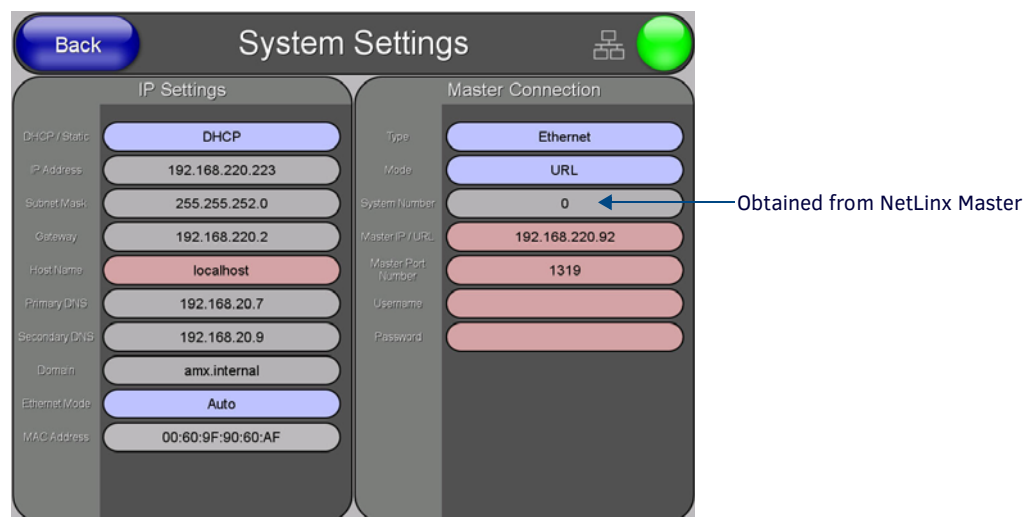 Back
System Settings
IP Settings
DHCP / Static
DHCP
IP Address
192.168.220.223
Subnet Mask
255.255.252.0
Gateway
192.168.220.2
Host Name
localhost
Primary DNS
192.168.20.7
Secondary DNS
192.168.20.9
Domain
amx.internal
Ethernet Mode
Auto
MAC Address
00:60:9F:90:60:AF
Master Connection
Type
Ethernet
Mode
URL
System Number
0
Obtained from NetLinx Master
Master IP / URL
192.168.220.92
Master Port
Number
1319
Username
Password